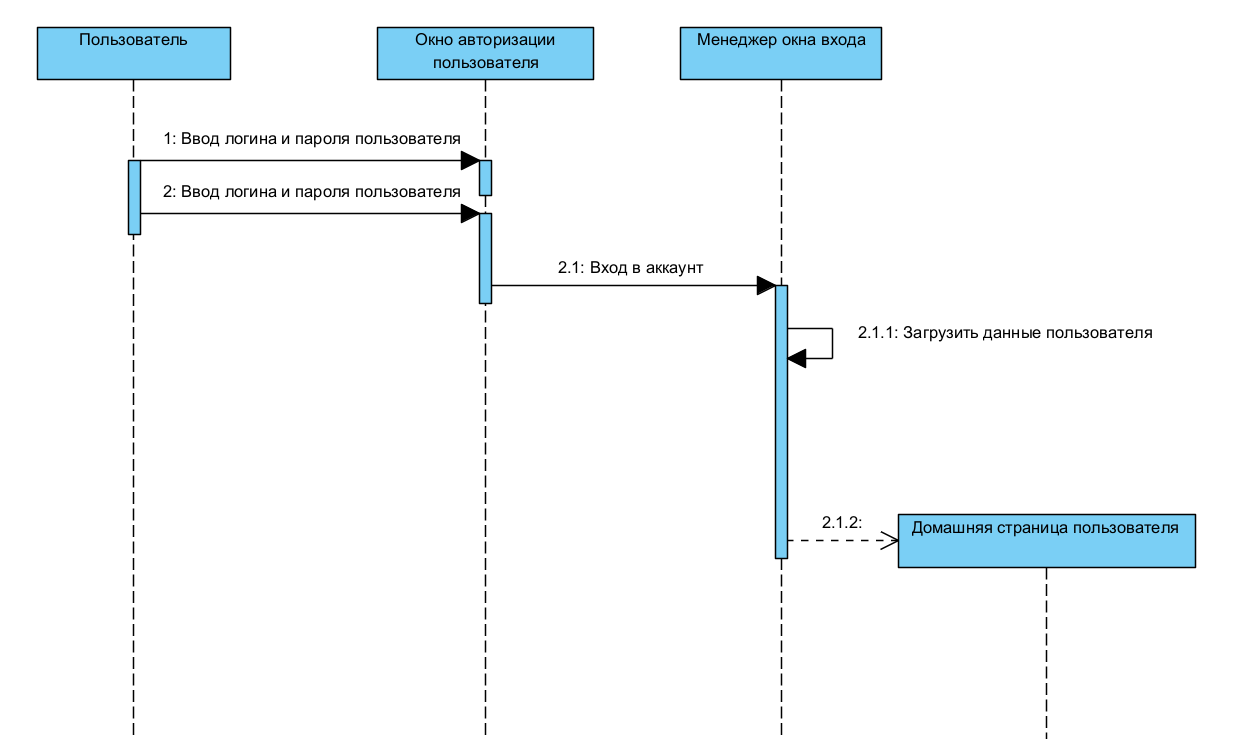 Пользователь
Окно авторизации
пользователя
Менеджер окна входа
1: Ввод логина и пароля пользователя
2: Ввод логина и пароля пользователя
2.1: Вход в аккаунт
2.1.1: Загрузить данные пользователя
2.1.2:
Домашняя страница пользователя